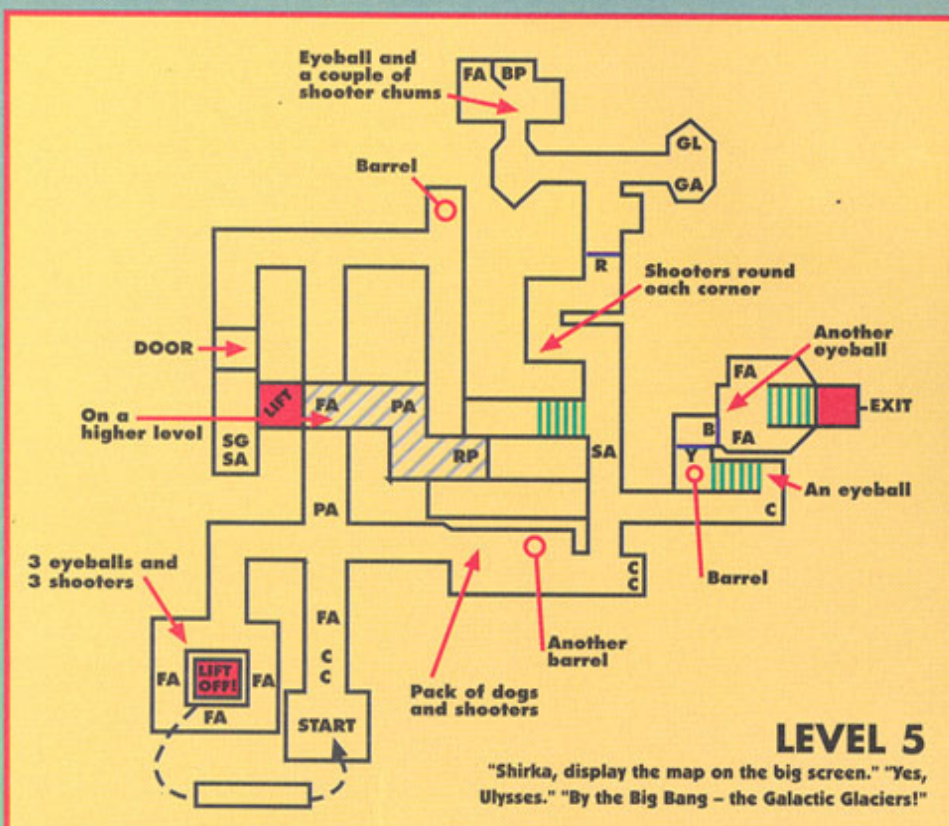 Eyeball and
a couple of
shooter chums
FA BP
GL
GA
Barrel
R
Shooters round
each corner
DOOR
Another
eyeball
FA
LIFT
FA
PA
EXIT
On a
higher level
B
FA
SG
SA
RP
SA
Y
An eyeball
C
PA
3 eyeballs and
3 shooters
C
C
Barrel
FA
C
C
Another
barrel
FA
LIFT
OFF!
FA
FA
Pack of dogs
and shooters
START
LEVEL 5
"Shirka, display the map on the big screen." "Yes,
Ulysses." "By the Big Bang – the Galactic Glaciers!"